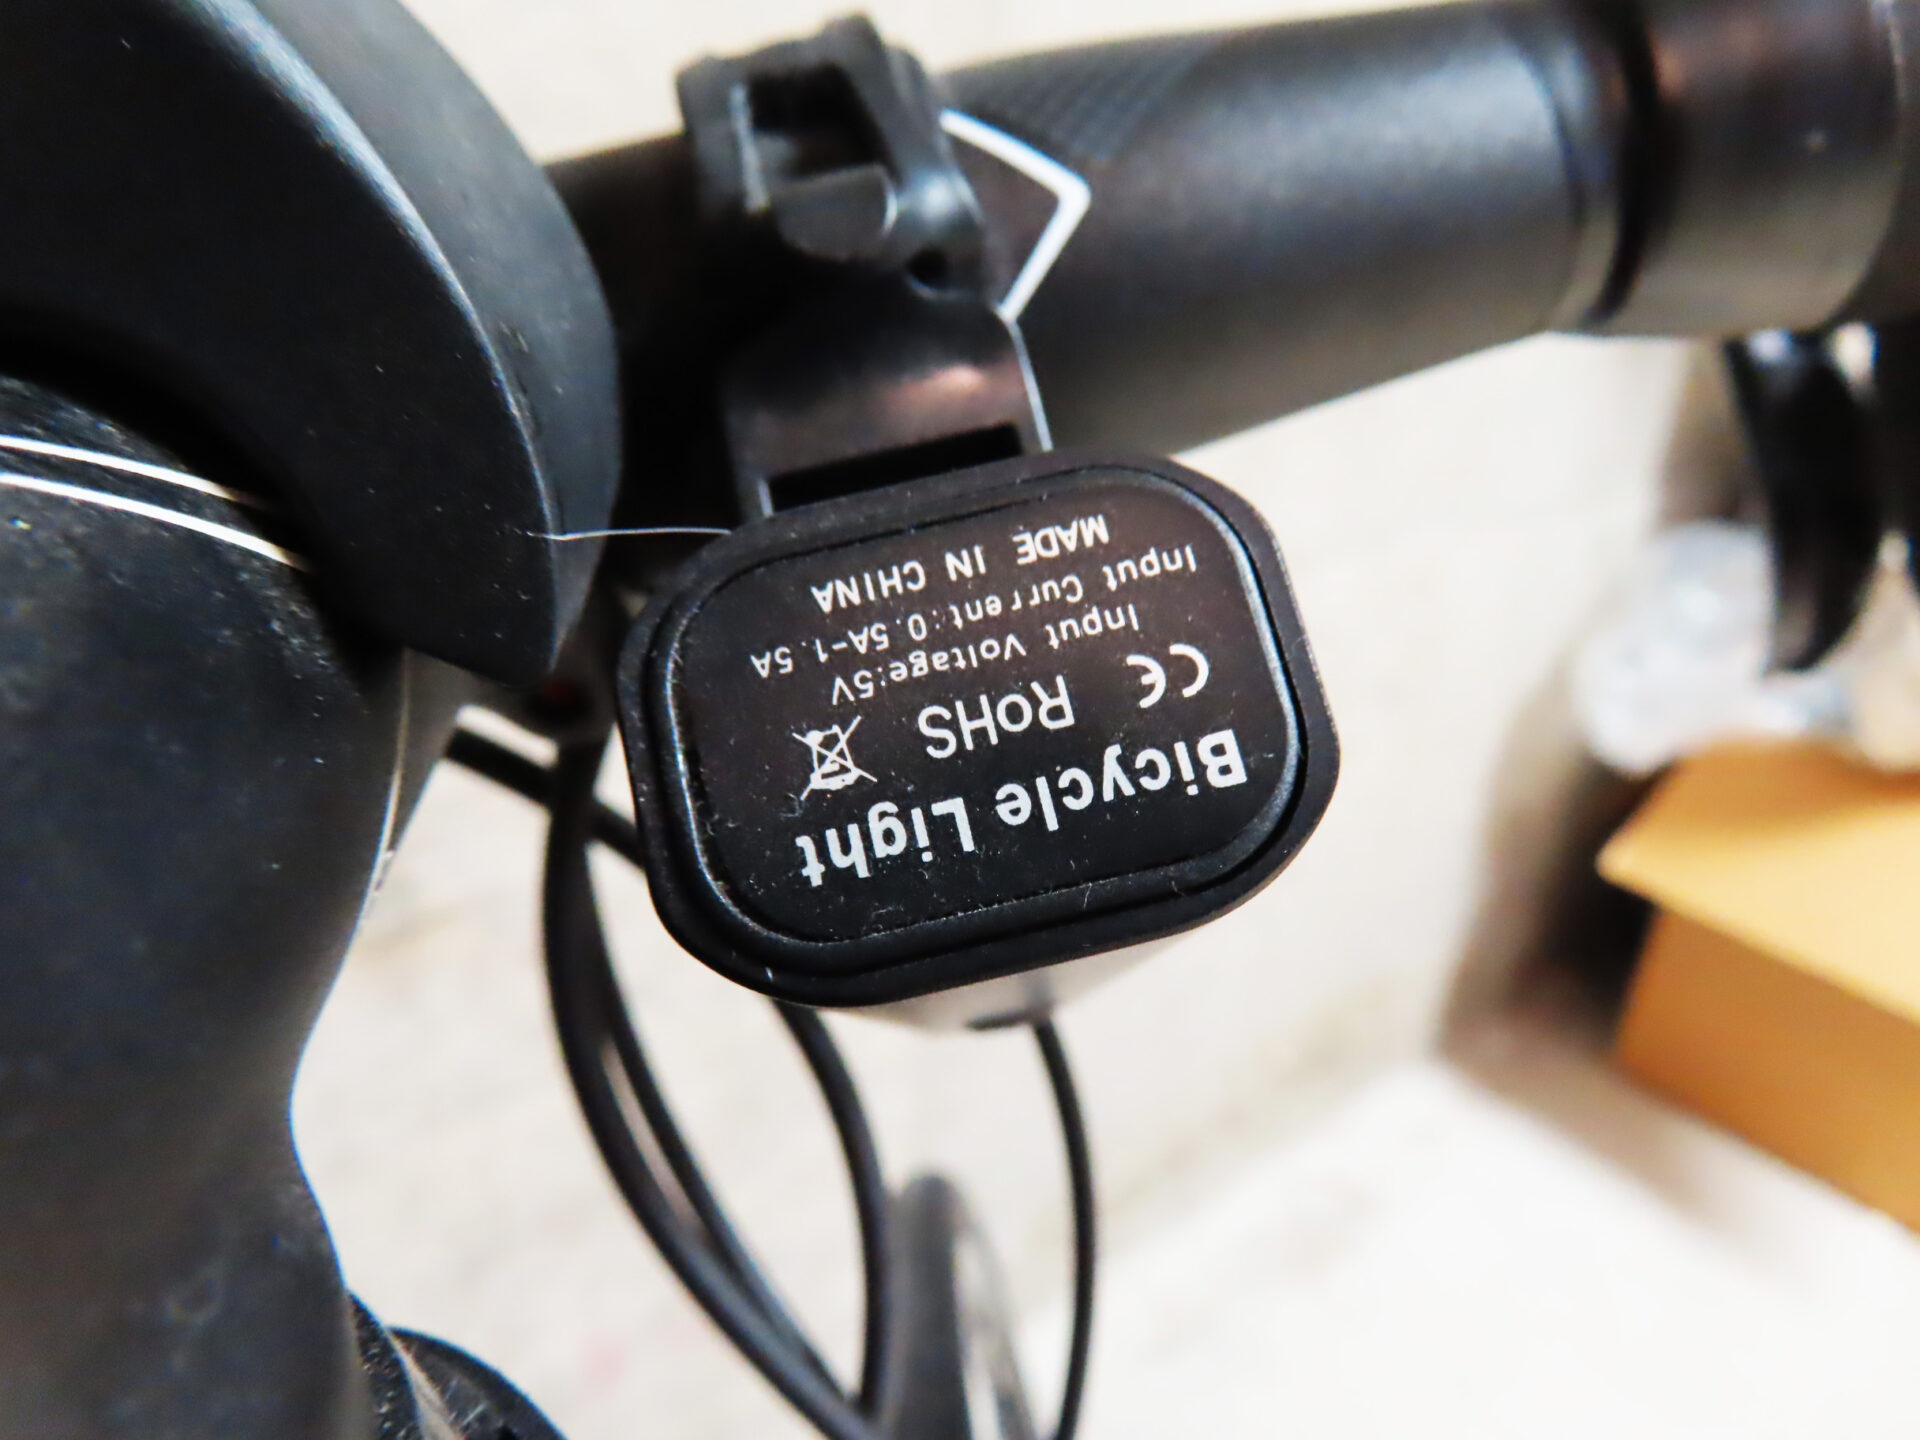 Bicycle Light
CE RoHS
Input Voltage:5V
Input Current:0.5A-1.5A
MADE IN CHINA